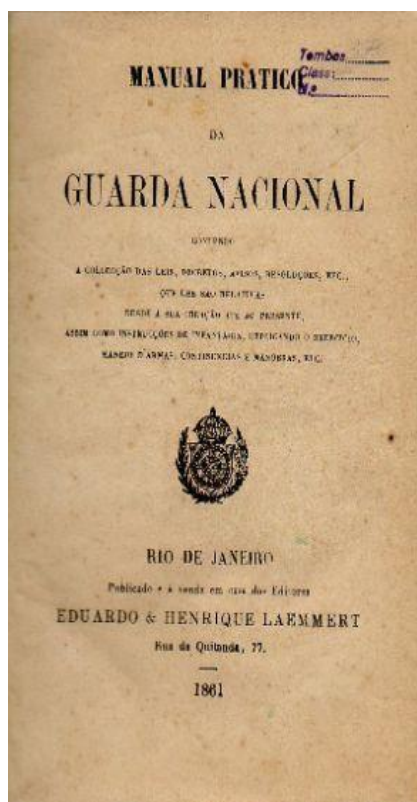 Tombo
Class:
N.º
MANUAL PRATICO
DA
GUARDA NACIONAL
CONTENDO
A COLLECÇÃO DAS LEIS, DECRETOS, AVISOS, RESOLUÇÕES, ETC.,
QUE LHE SÃO RELATIVAS
DESDE A SUA CREAÇÃO ATÉ AO PRESENTE,
ASSIM COMO INSTRUCÇÕES DE INFANTARIA, EXPLICANDO O EXERCICIO,
MANEJO D'ARMAS, CONTINENCIAS E MANOBRAS, ETC.
RIO DE JANEIRO
Publicado e á venda em casa dos Editores
EDUARDO & HENRIQUE LAEMMERT
Rua da Quitanda, 77.
1861